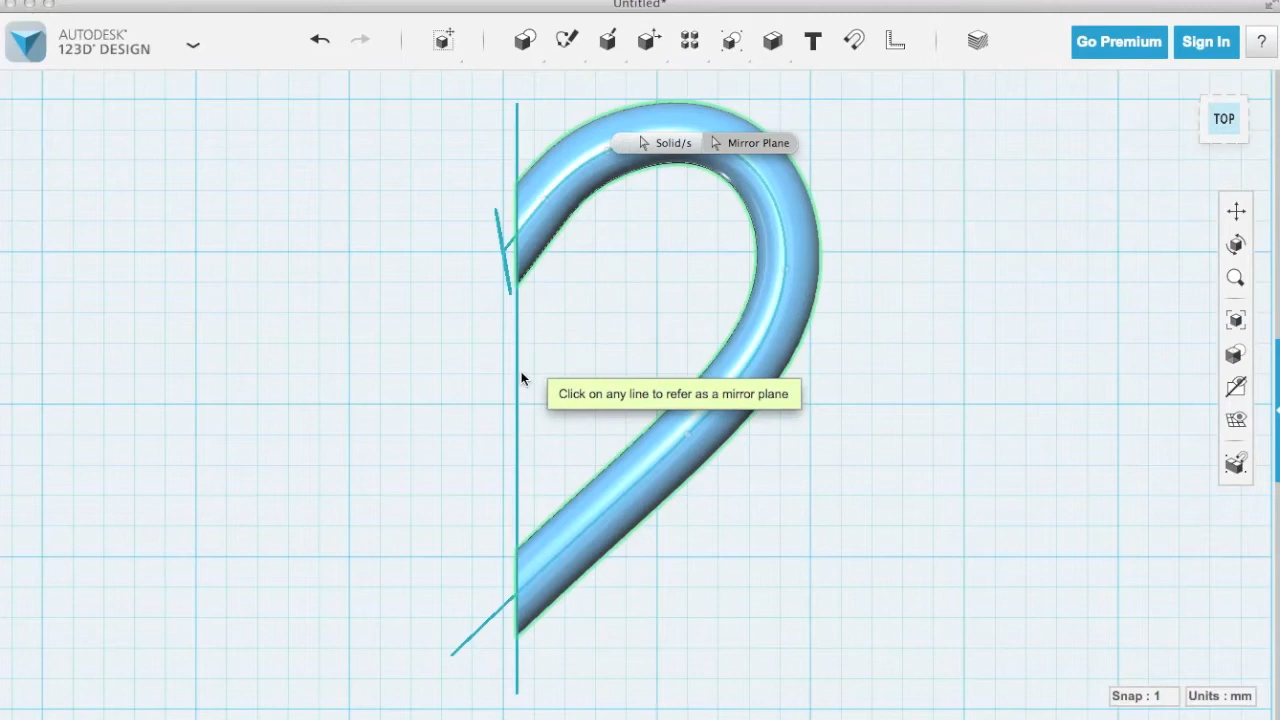 Untitled*
AUTODESK®
123D® DESIGN
T
Go Premium
Sign In
?
TOP
Solid/s
Mirror Plane
Click on any line to refer as a mirror plane
Snap : 1
Units : mm